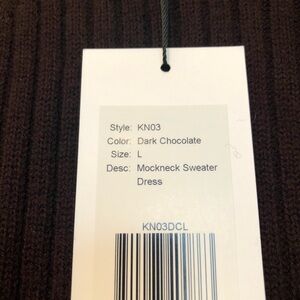 Style: KN03
Color: Dark Chocolate
Size: L
Desc: Mockneck Sweater
Dress
KN03DCL